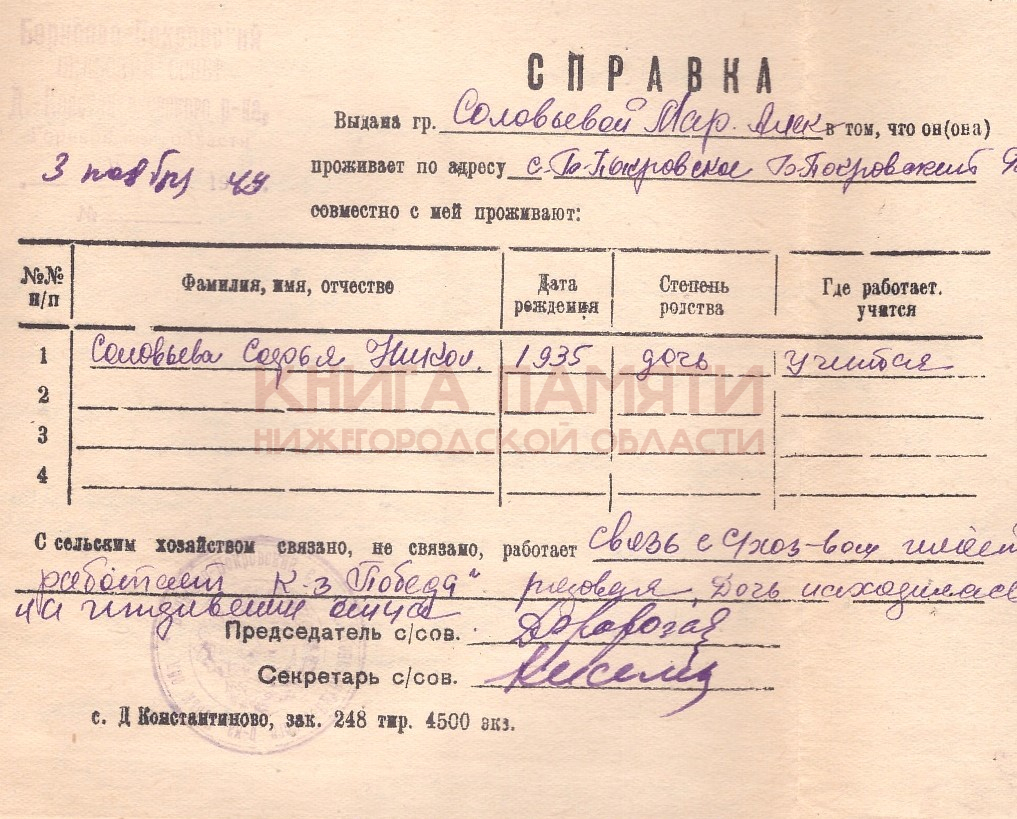 Борисово-Покровский
СПРАВКА
Выдана гр. Соловьевой Мар. Алек в том, что он(она)
3 ноября 44
проживает по адресу с. Б-Покровское Б-Покровский
совместно с ней проживают:
№№ п/п Фамилия, имя, отчество Дата рождения Степень родства Где работает. учится
1 Соловьева Софья Никол. 1935 дочь учится
2
3
4
КНИГА ПАМЯТИ
НИЖЕГОРОДСКОЙ ОБЛАСТИ
С сельским хозяйством связано, не связамо, работает связь с с/хоз-вом имеет
работает к-з Победа" рядовая, Дочь находилась
на иждивении отца
Председатель с/сов.
Секретарь с/сов.
с. Д Константиново, зак. 248 тир. 4500 экз.